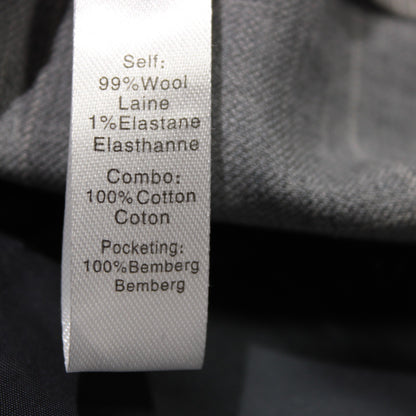 Self:
99%Wool
Laine
1%Elastane
Elasthanne
Combo:
100%Cotton
Coton
Pocketing:
100%Bemberg
Bemberg